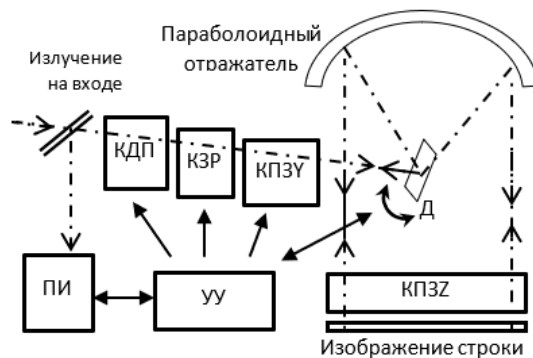 Параболоидный
отражатель
Излучение
на входе
КДП
КЗР
КПЗY
Д
ПИ
УУ
КПЗZ
Изображение строки